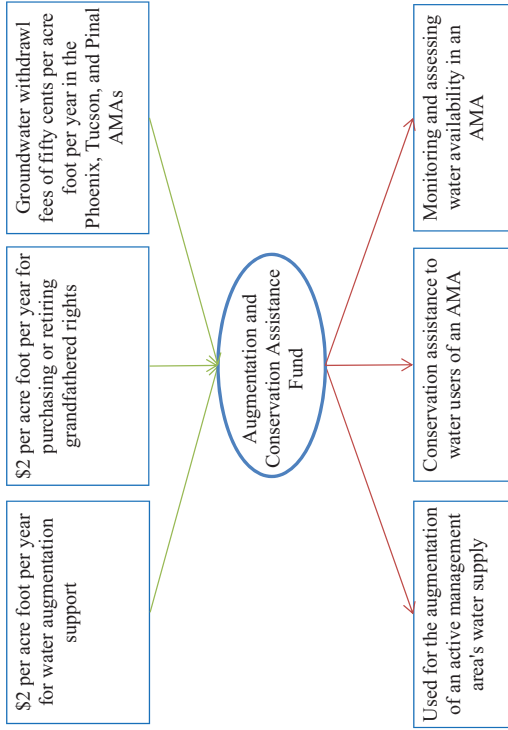 $2 per acre foot per year
for water augmentation
support
$2 per acre foot per year for
purchasing or retiring
grandfathered rights
Groundwater withdrawl
fees of fifty cents per acre
foot per year in the
Phoenix, Tucson, and Pinal
AMAs
Augmentation and
Conservation Assistance
Fund
Used for the augmentation
of an active management
area's water supply
Conservation assistance to
water users of an AMA
Monitoring and assessing
water availability in an
AMA